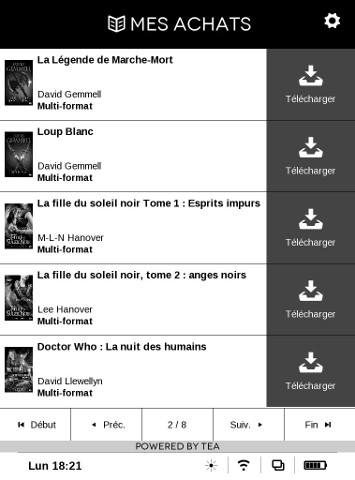 MES ACHATS
La Légende de Marche-Mort
David Gemmell
Multi-format
Télécharger
Loup Blanc
David Gemmell
Multi-format
Télécharger
La fille du soleil noir Tome 1 : Esprits impurs
M-L-N Hanover
Multi-format
Télécharger
La fille du soleil noir, tome 2 : anges noirs
Lee Hanover
Multi-format
Télécharger
Doctor Who : La nuit des humains
David Llewellyn
Multi-format
Télécharger
Début Préc. 2 / 8 Suiv. Fin
POWERED BY TEA
Lun 18:21